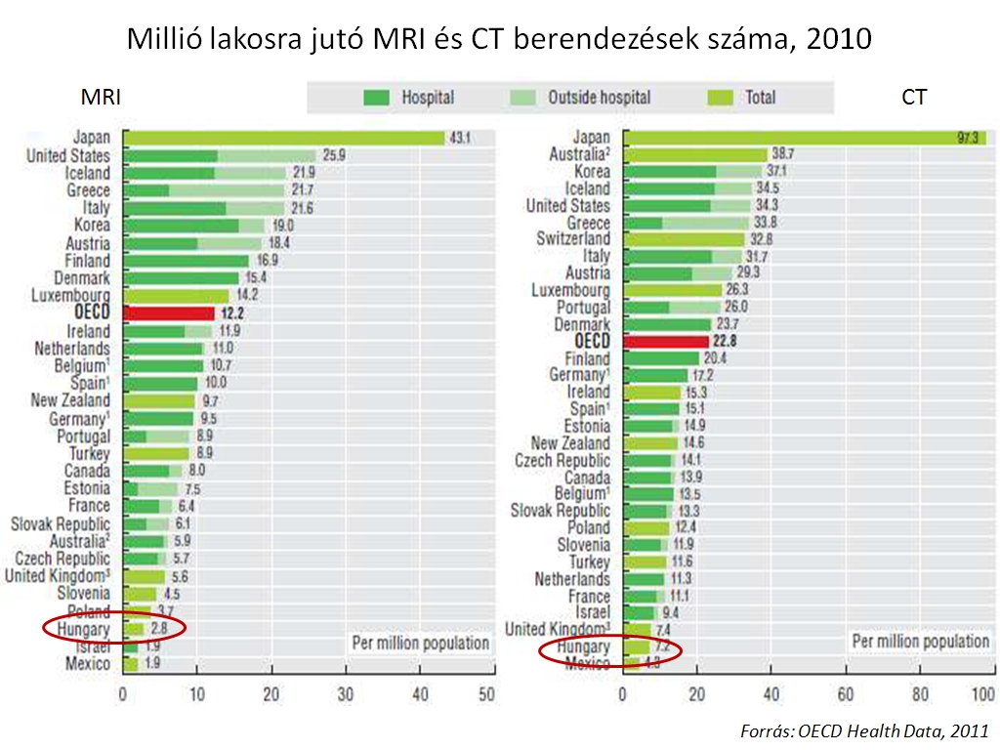 Millió lakosra jutó MRI és CT berendezések száma, 2010
MRI
Hospital
Outside hospital
Total
CT
Japan 43.1
United States 25.9
Iceland 21.9
Greece 21.7
Italy 21.6
Korea 19.0
Austria 18.4
Finland 16.9
Denmark 15.4
Luxembourg 14.2
OECD 12.2
Ireland 11.9
Netherlands 11.0
Belgium¹ 10.7
Spain¹ 10.0
New Zealand 9.7
Germany¹ 9.5
Portugal 8.9
Turkey 8.9
Canada 8.0
Estonia 7.5
France 6.4
Slovak Republic 6.1
Australia² 5.9
Czech Republic 5.7
United Kingdom³ 5.6
Slovenia 4.5
Poland 3.7
Hungary 2.8
Israel 1.9
Mexico 1.9
Per million population
0 10 20 30 40 50
Japan 97.3
Australia² 38.7
Korea 37.1
Iceland 34.5
United States 34.3
Greece 33.8
Switzerland 32.8
Italy 31.7
Austria 29.3
Luxembourg 26.3
Portugal 26.0
Denmark 23.7
OECD 22.8
Finland 20.4
Germany¹ 17.2
Ireland 15.3
Spain¹ 15.1
Estonia 14.9
New Zealand 14.6
Czech Republic 14.1
Canada 13.9
Belgium¹ 13.5
Slovak Republic 13.3
Poland 12.4
Slovenia 11.9
Turkey 11.6
Netherlands 11.3
France 11.1
Israel 9.4
United Kingdom³ 7.4
Hungary 7.2
Mexico
Per million population
0 20 40 60 80 100
Forrás: OECD Health Data, 2011